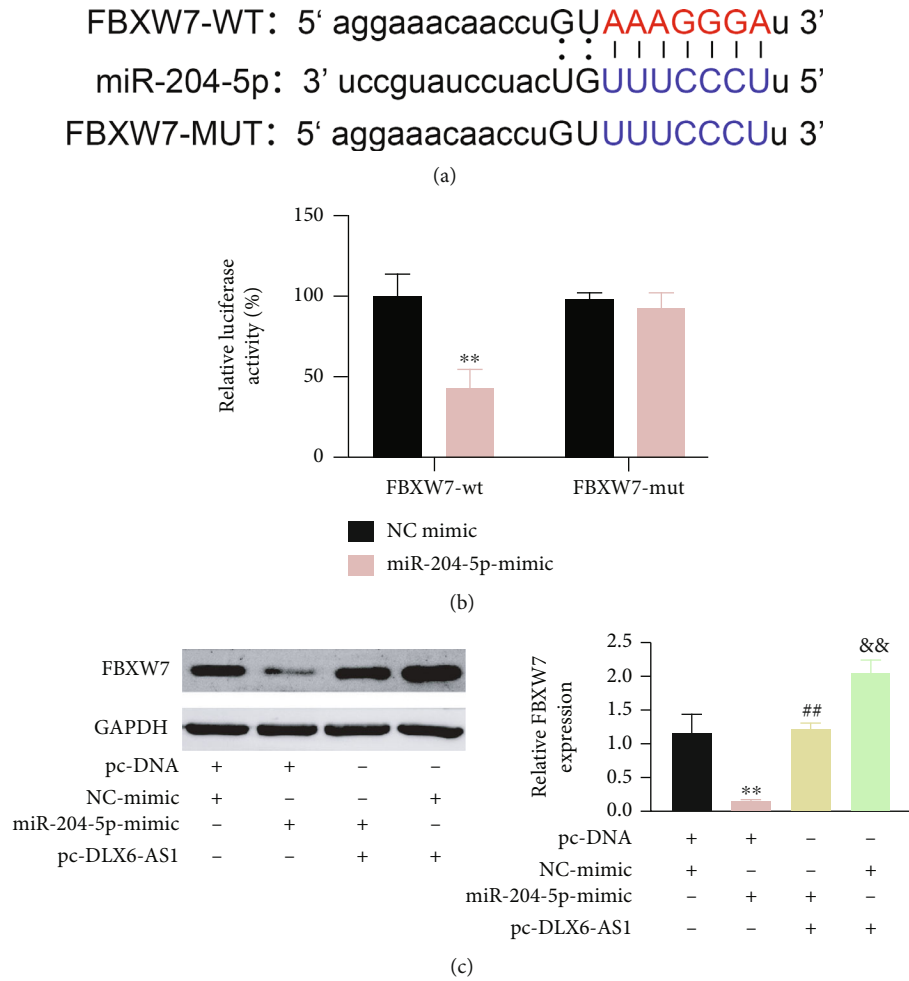 FBXW7-WT: 5‘ aggaaacaaccuGUAAAGGGAu 3’
miR-204-5p: 3’ uccguauccuacUGUUUCCCUu 5’
FBXW7-MUT: 5‘ aggaaacaaccuGUUUUCCCUu 3’
(a)
150
100
50
0
Relative luciferase
activity (%)
**
FBXW7-wt FBXW7-mut
NC mimic
miR-204-5p-mimic
(b)
FBXW7
GAPDH
pc-DNA + + – –
NC-mimic + – – +
miR-204-5p-mimic – + + –
pc-DLX6-AS1 – – + +
Relative FBXW7
expression
2.5
2.0
1.5
1.0
0.5
0.0
** ## &&
pc-DNA + + – –
NC-mimic + – – +
miR-204-5p-mimic – + + –
pc-DLX6-AS1 – – + +
(c)